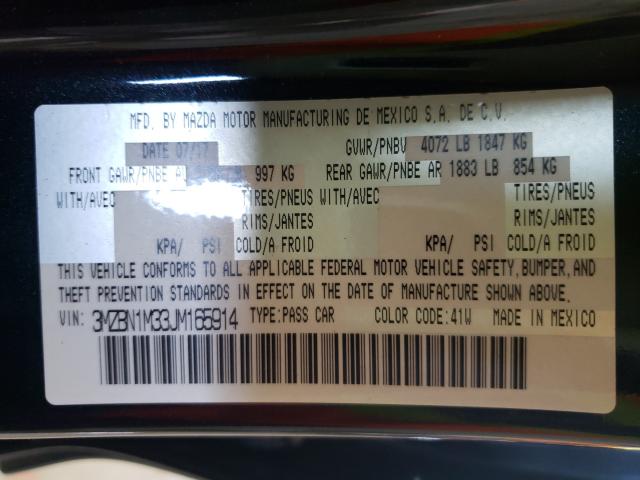 MFD. BY MAZDA MOTOR MANUFACTURING DE MEXICO S.A. DE C.V.
DATE 07/17 GVWR/PNBV 4072 LB 1847 KG
FRONT GAWR/PNBE AV 997 KG REAR GAWR/PNBE AR 1883 LB 854 KG
WITH/AVEC TIRES/PNEUS WITH/AVEC TIRES/PNEUS
RIMS/JANTES RIMS/JANTES
KPA/ PSI COLD/A FROID KPA/ PSI COLD/A FROID
THIS VEHICLE CONFORMS TO ALL APPLICABLE FEDERAL MOTOR VEHICLE SAFETY, BUMPER, AND
THEFT PREVENTION STANDARDS IN EFFECT ON THE DATE OF MANUFACTURE SHOWN ABOVE.
VIN: 3MZBN1M33JM165914 TYPE:PASS CAR COLOR CODE:41W MADE IN MEXICO